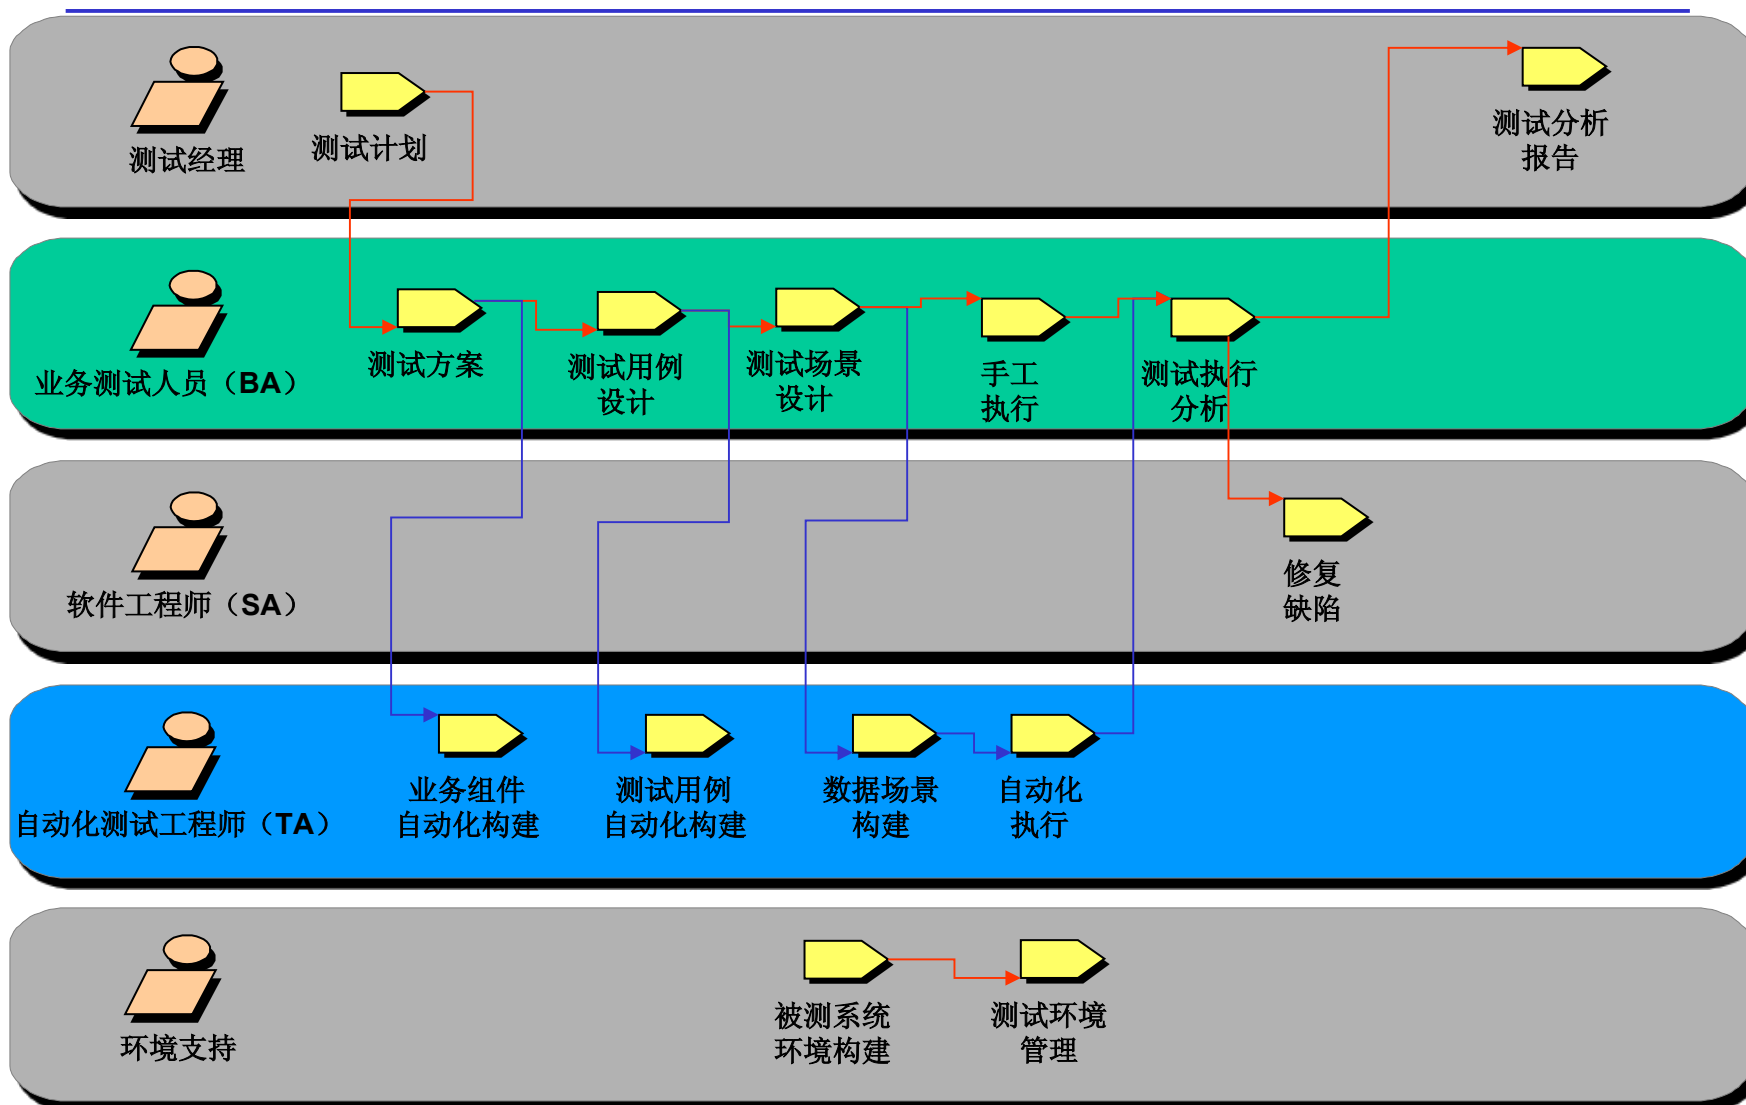 测试经理
测试计划
测试分析
报告
业务测试人员（BA）
测试方案
测试用例
设计
测试场景
设计
手工
执行
测试执行
分析
软件工程师（SA）
修复
缺陷
自动化测试工程师（TA）
业务组件
自动化构建
测试用例
自动化构建
数据场景
构建
自动化
执行
环境支持
被测系统
环境构建
测试环境
管理